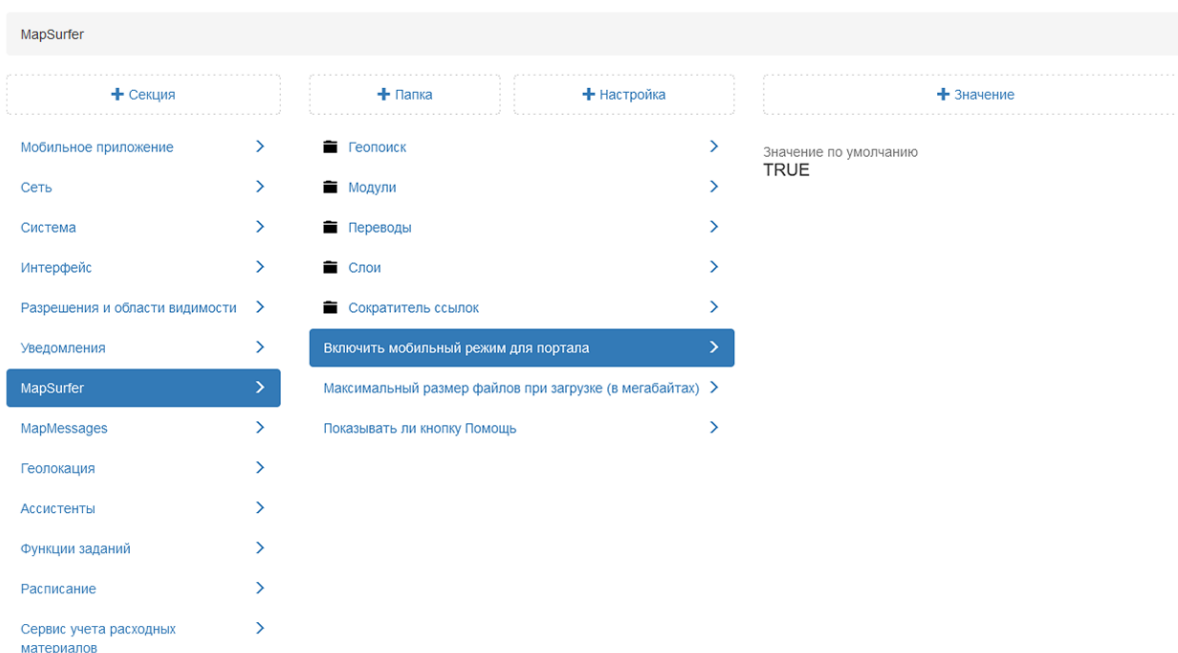 MapSurfer
Секция
Папка
Настройка
Значение
Мобильное приложение
Сеть
Система
Интерфейс
Разрешения и области видимости
Уведомления
MapSurfer
MapMessages
Геолокация
Ассистенты
Функции заданий
Расписание
Сервис учета расходных
материалов
Геопоиск
Модули
Переводы
Слои
Сократитель ссылок
Включить мобильный режим для портала
Максимальный размер файлов при загрузке (в мегабайтах)
Показывать ли кнопку Помощь
Значение по умолчанию
TRUE